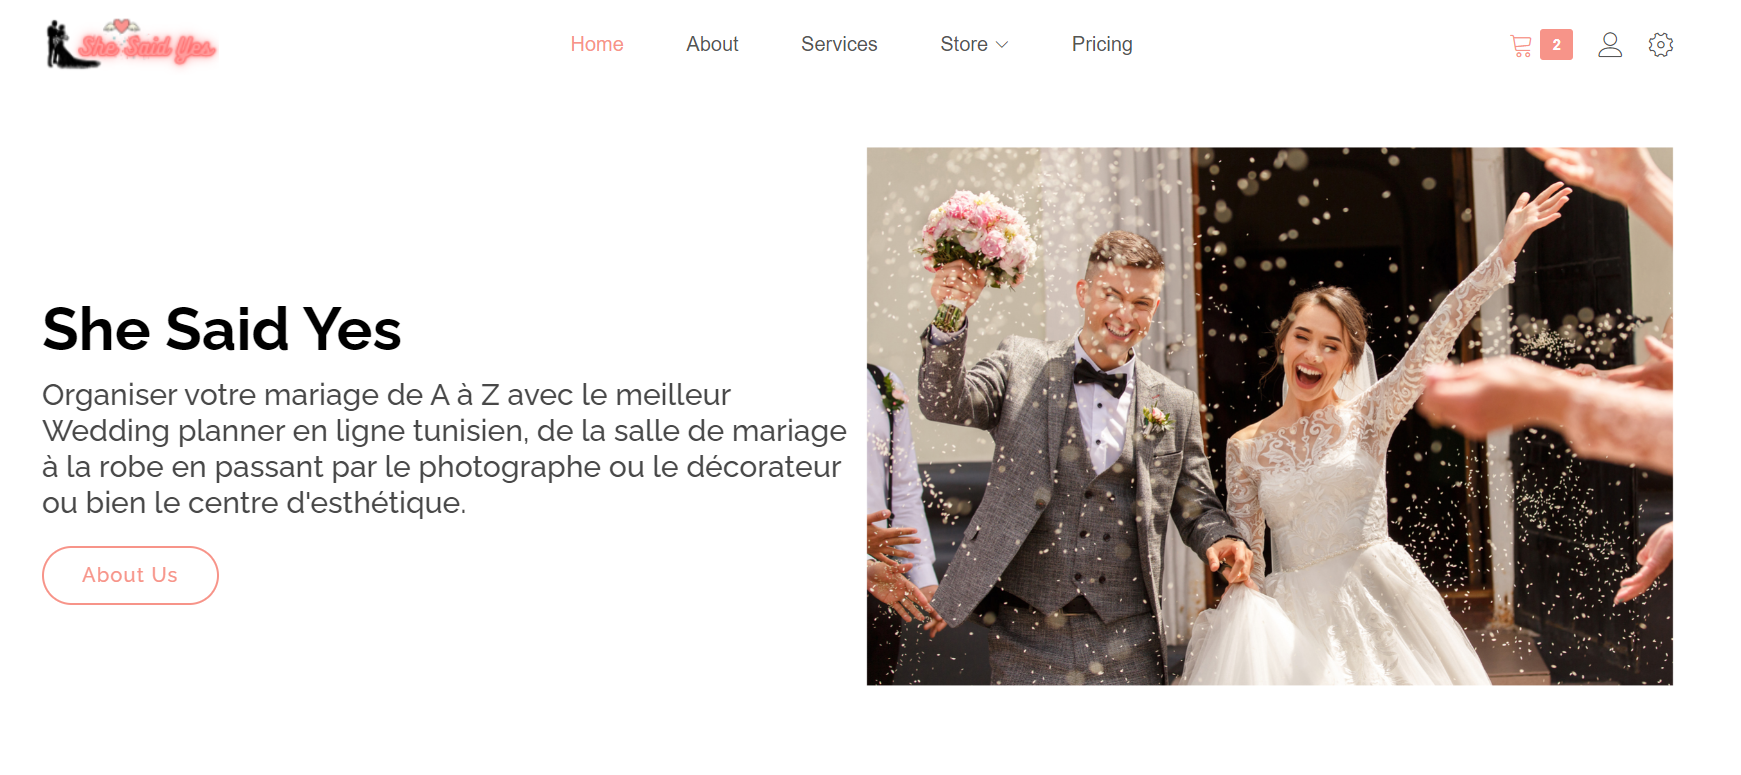 She Said Yes
Home
About
Services
Store
Pricing
2
She Said Yes
Organiser votre mariage de A à Z avec le meilleur
Wedding planner en ligne tunisien, de la salle de mariage
à la robe en passant par le photographe ou le décorateur
ou bien le centre d'esthétique.
About Us